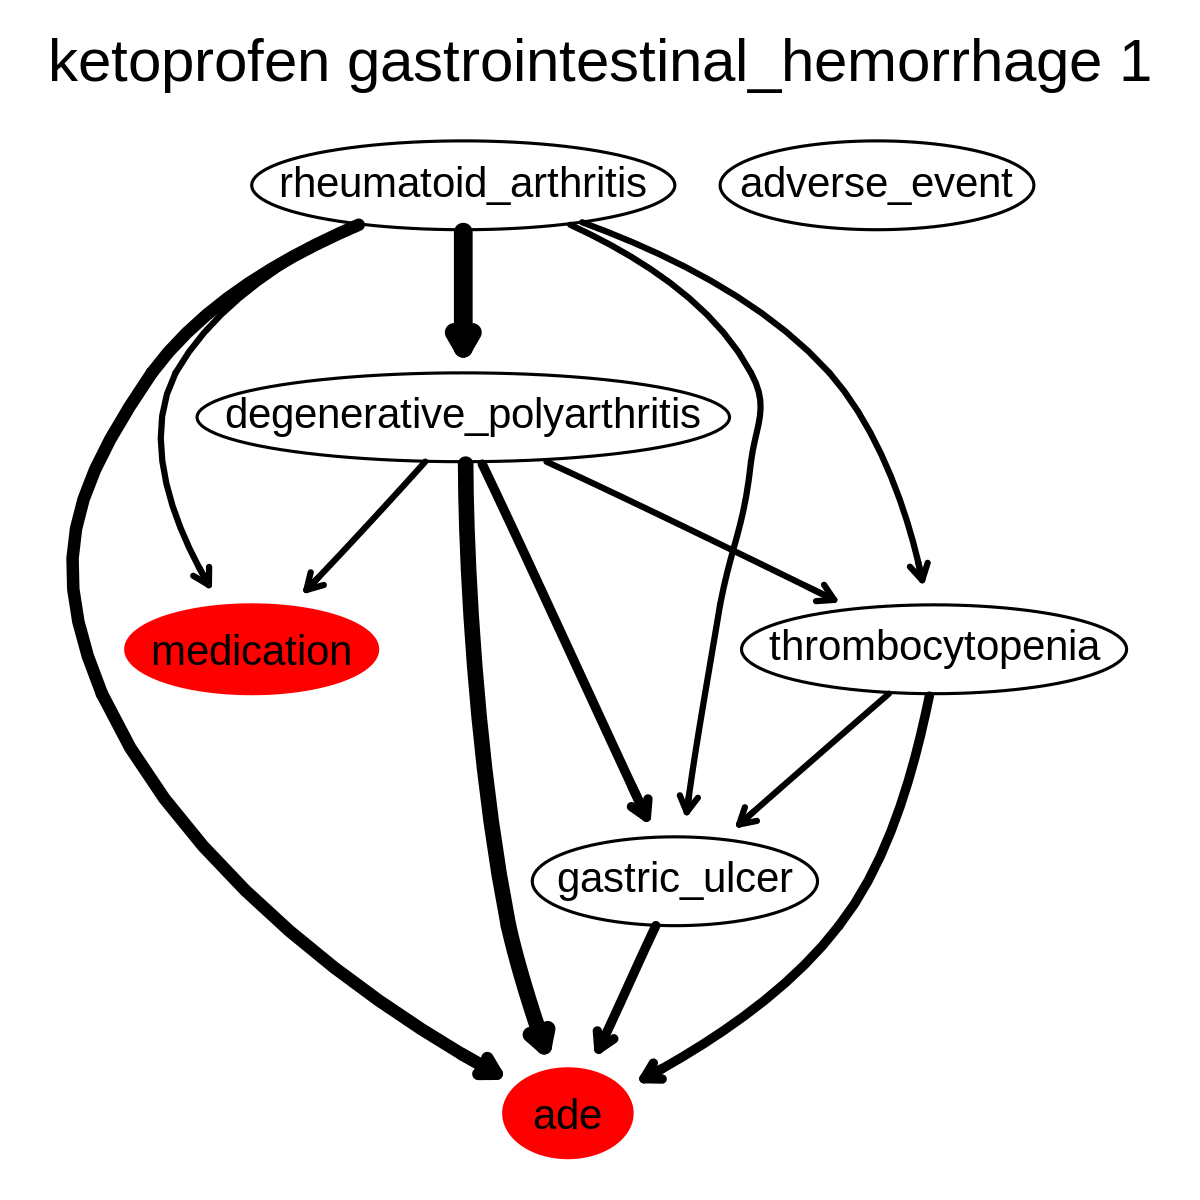 ketoprofen gastrointestinal_hemorrhage 1
rheumatoid_arthritis
adverse_event
degenerative_polyarthritis
medication
thrombocytopenia
gastric_ulcer
ade